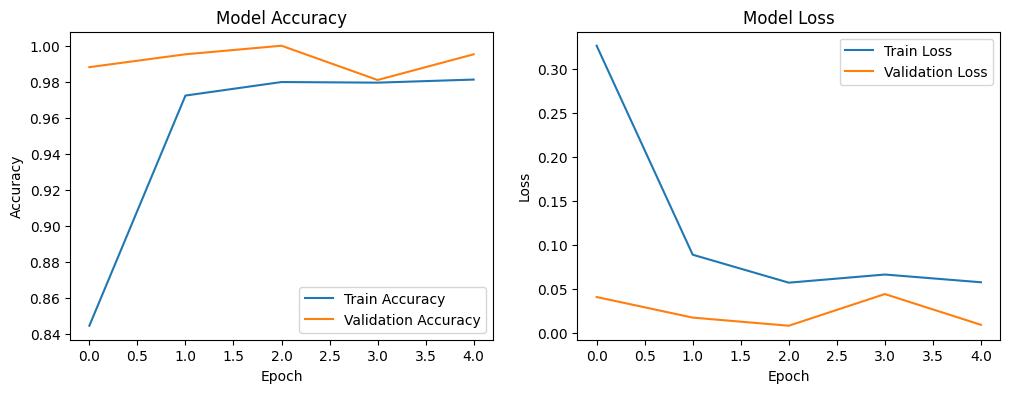 Model Accuracy
1.00
0.98
0.96
0.94
0.92
0.90
0.88
0.86
0.84
Accuracy
Train Accuracy
Validation Accuracy
0.0 0.5 1.0 1.5 2.0 2.5 3.0 3.5 4.0
Epoch
Model Loss
0.30
0.25
0.20
0.15
0.10
0.05
0.00
Loss
Train Loss
Validation Loss
0.0 0.5 1.0 1.5 2.0 2.5 3.0 3.5 4.0
Epoch